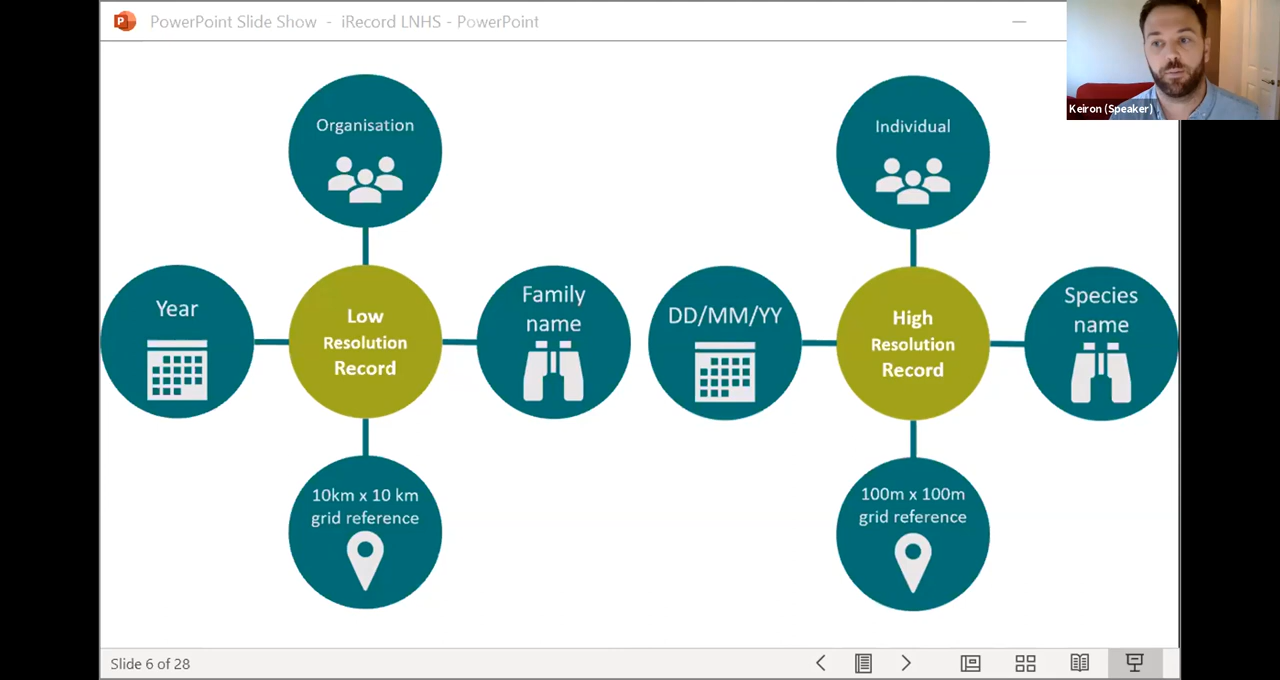 PowerPoint Slide Show - iRecord LNHS - PowerPoint
Keiron (Speaker)
Organisation
Year
Low
Resolution
Record
Family
name
10km x 10 km
grid reference
Individual
DD/MM/YY
High
Resolution
Record
Species
name
100m x 100m
grid reference
Slide 6 of 28